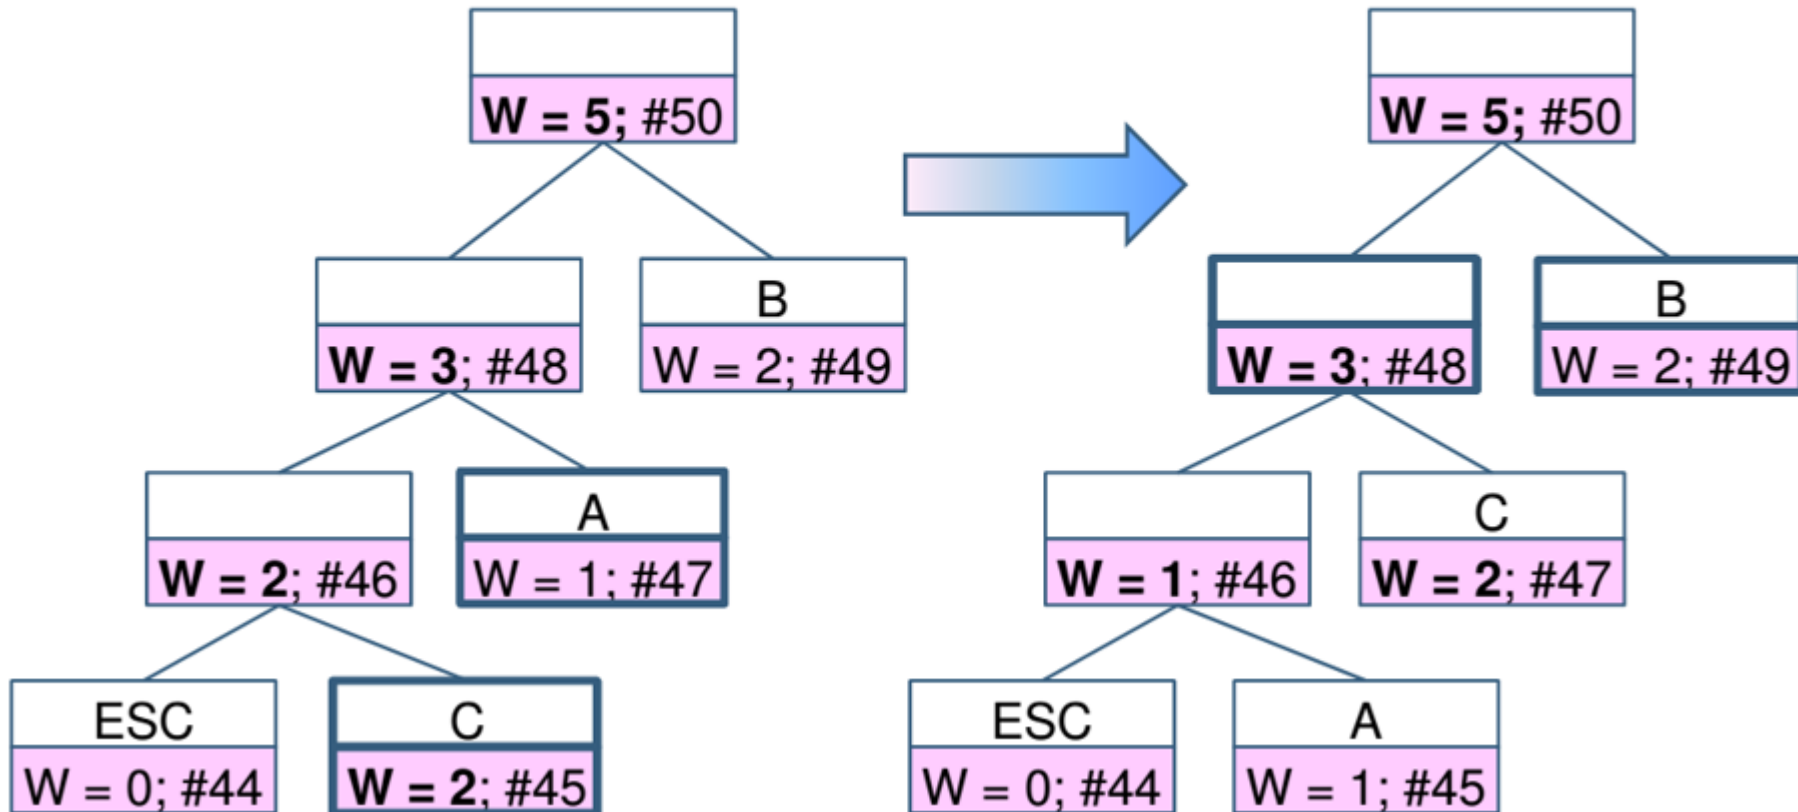 W = 5; #50
W = 5; #50
B
W = 3; #48
W = 2; #49
B
W = 3; #48
W = 2; #49
A
W = 2; #46
W = 1; #47
C
W = 1; #46
W = 2; #47
ESC
C
W = 0; #44
W = 2; #45
ESC
A
W = 0; #44
W = 1; #45